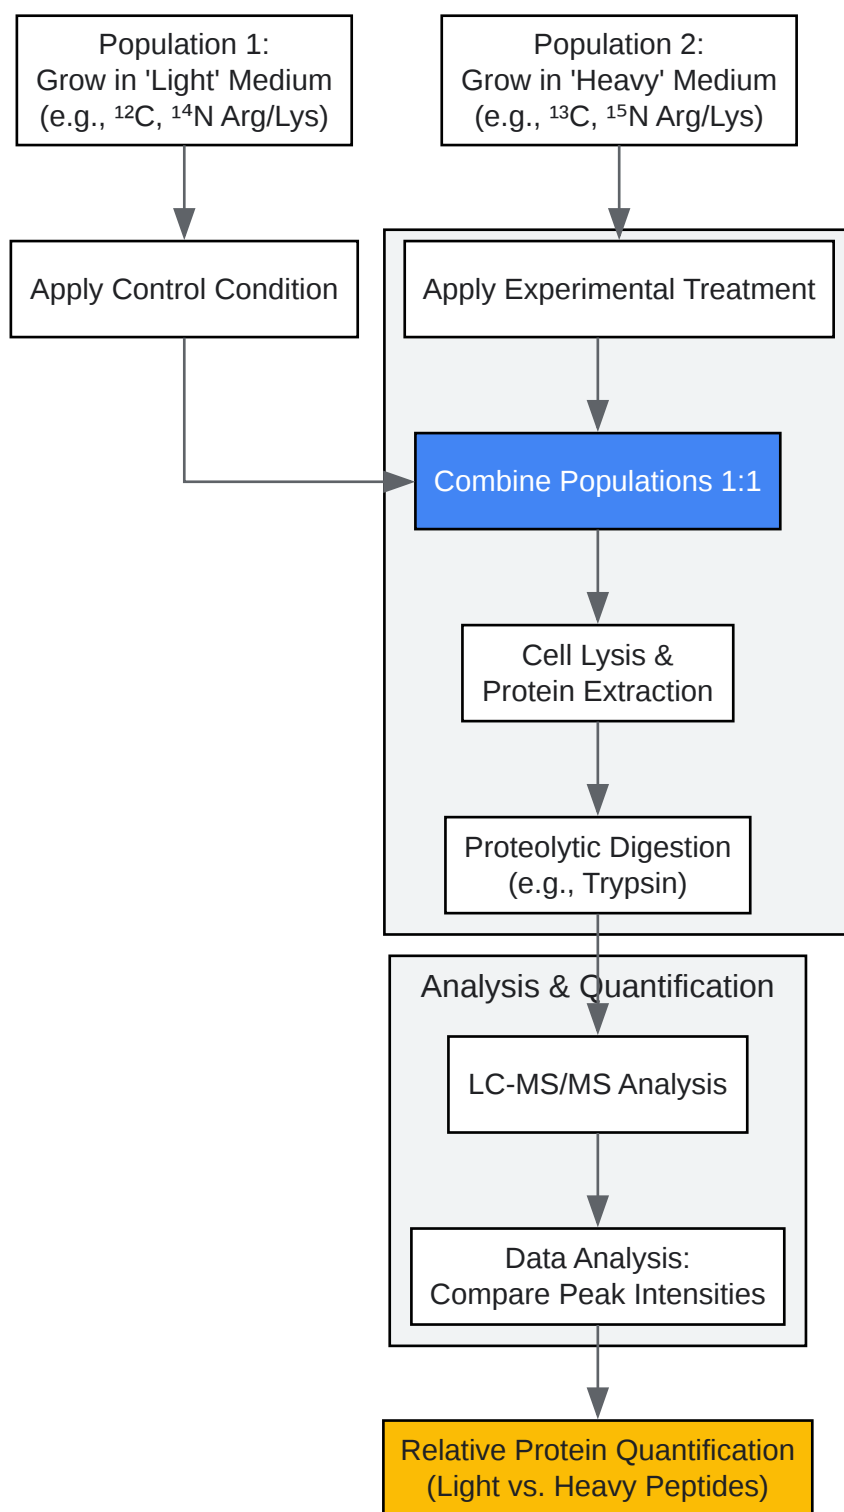 Population 1:
Grow in 'Light' Medium
(e.g., ¹²C, ¹⁴N Arg/Lys)
Population 2:
Grow in 'Heavy' Medium
(e.g., ¹³C, ¹⁵N Arg/Lys)
Apply Control Condition
Apply Experimental Treatment
Combine Populations 1:1
Cell Lysis &
Protein Extraction
Proteolytic Digestion
(e.g., Trypsin)
Analysis & Quantification
LC-MS/MS Analysis
Data Analysis:
Compare Peak Intensities
Relative Protein Quantification
(Light vs. Heavy Peptides)